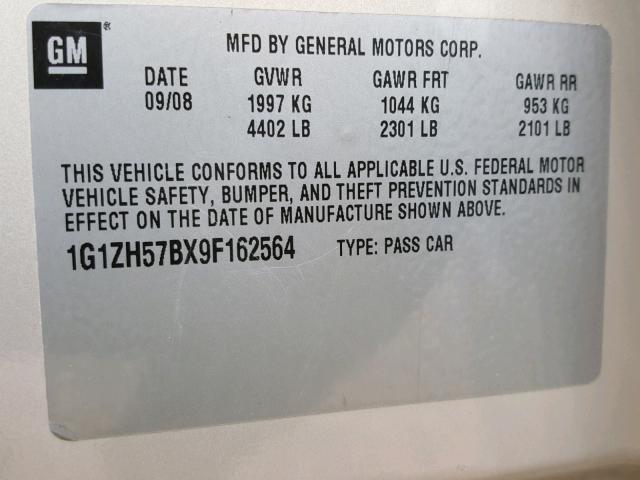 GM ®
MFD BY GENERAL MOTORS CORP.
DATE GVWR GAWR FRT GAWR RR
09/08 1997 KG 1044 KG 953 KG
4402 LB 2301 LB 2101 LB
THIS VEHICLE CONFORMS TO ALL APPLICABLE U.S. FEDERAL MOTOR
VEHICLE SAFETY, BUMPER, AND THEFT PREVENTION STANDARDS IN
EFFECT ON THE DATE OF MANUFACTURE SHOWN ABOVE.
1G1ZH57BX9F162564 TYPE: PASS CAR